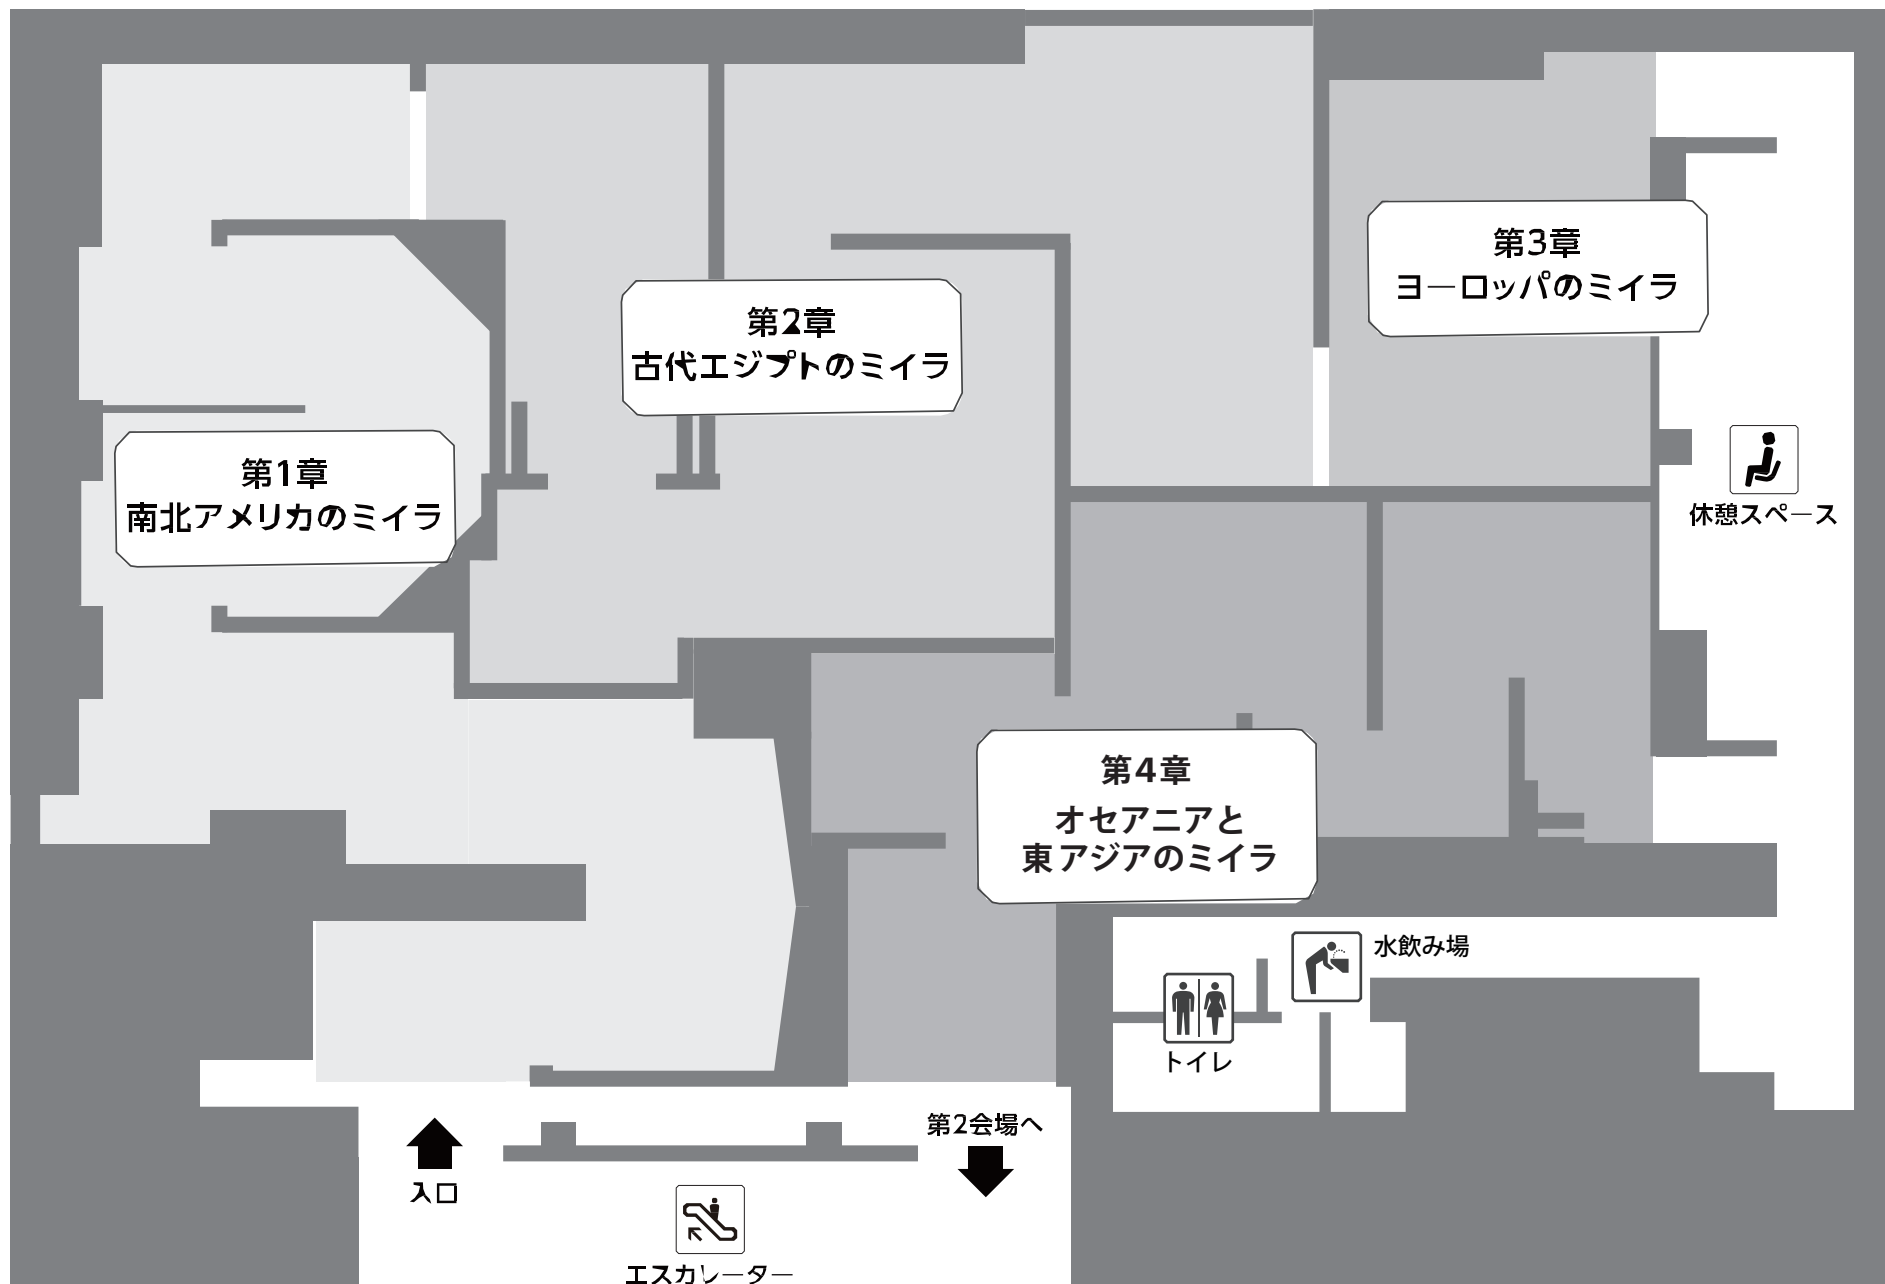 第1章
南北アメリカのミイラ
第2章
古代エジプトのミイラ
第3章
ヨーロッパのミイラ
休憩スペース
第4章
オセアニアと
東アジアのミイラ
水飲み場
トイレ
第2会場へ
入口
エスカレーター